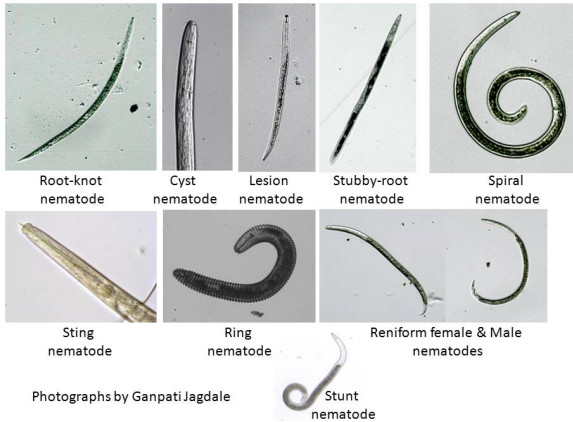 Root-knot
nematode
Cyst
nematode
Lesion
nematode
Stubby-root
nematode
Spiral
nematode
Sting
nematode
Ring
nematode
Reniform female & Male
nematodes
Photographs by Ganpati Jagdale
Stunt
nematode